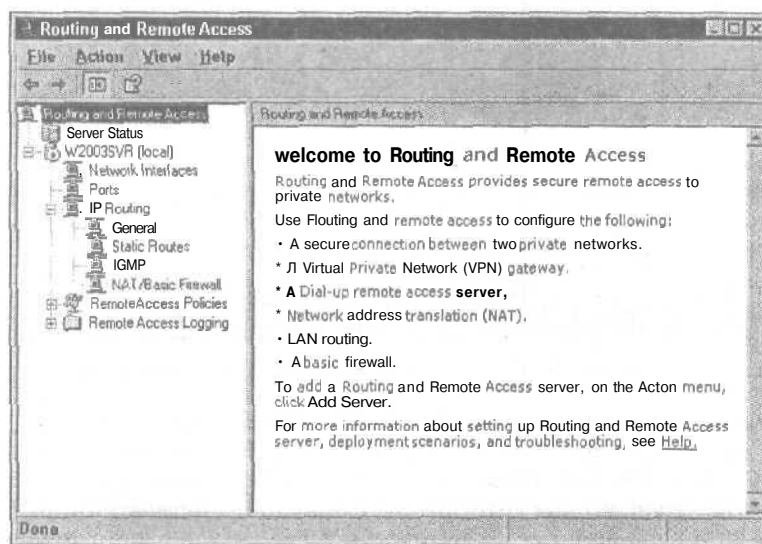 Routing and Remote Access
File Action View Help
Routing and Remote Access
Server Status
W2003SVR (local)
Network Interfaces
Ports
IP Routing
General
Static Routes
IGMP
NAT/Basic Firewall
RemoteAccess Policies
Remote Access Logging
Routing and Remote Access
welcome to Routing and Remote Access
Routing and Remote Access provides secure remote access to
private networks.
Use Flouting and remote access to configure the following:
· A secure connection between two private networks.
* Л Virtual Private Network (VPN) gateway.
* A Dial-up remote access server,
* Network address translation (NAT).
· LAN routing.
· A basic firewall.
To add a Routing and Remote Access server, on the Acton menu,
click Add Server.
For more information about setting up Routing and Remote Access
server, deployment scenarios, and troubleshooting, see Help.
Done